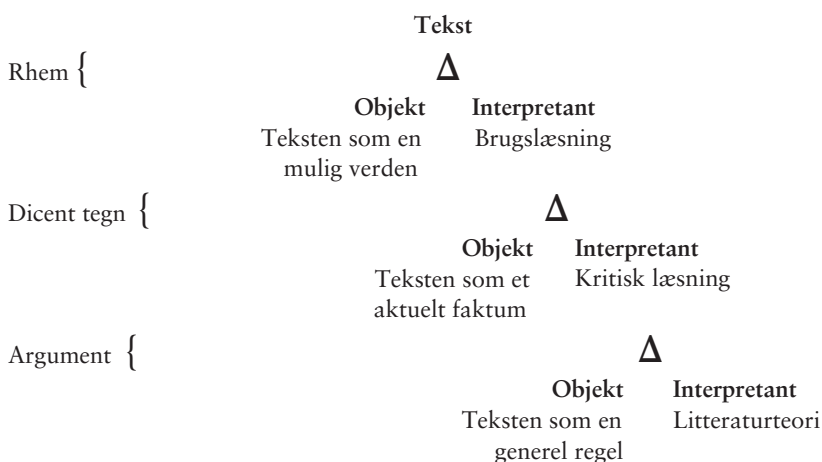 Tekst
Rhem { Δ
Objekt Interpretant
Teksten som en Brugslæsning
mulig verden
Dicent tegn { Δ
Objekt Interpretant
Teksten som et Kritisk læsning
aktuelt faktum
Argument { Δ
Objekt Interpretant
Teksten som en Litteraturteori
generel regel